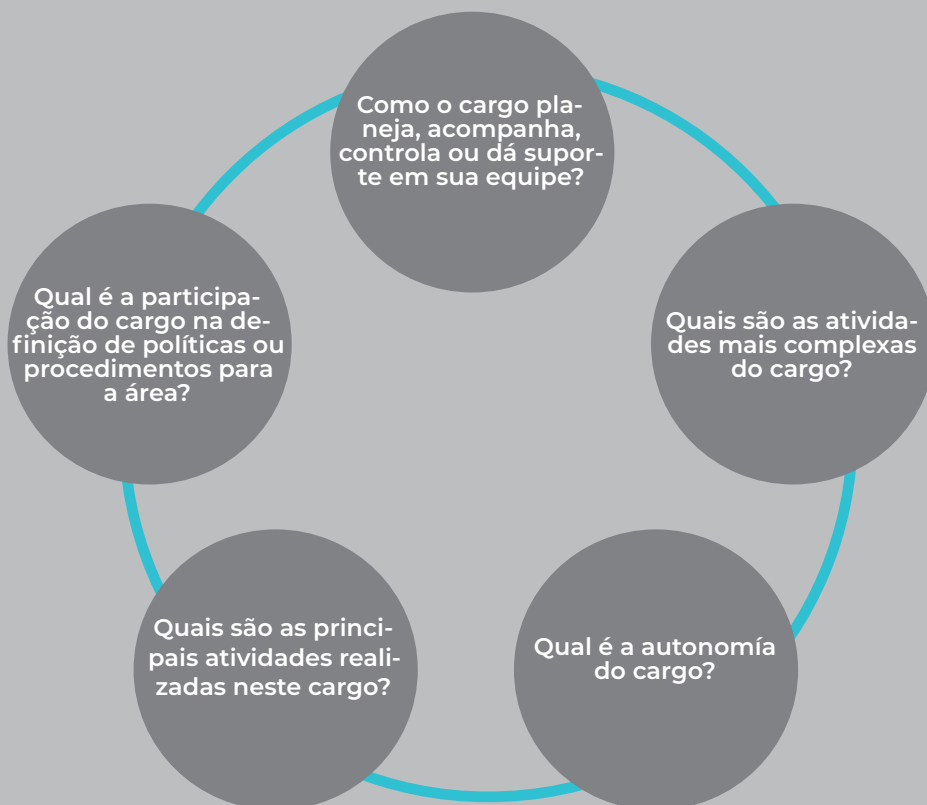 Como o cargo pla-
neja, acompanha,
controla ou dá supor-
te em sua equipe?
Qual é a participa-
ção do cargo na de-
finição de políticas ou
procedimentos para
a área?
Quais são as ativida-
des mais complexas
do cargo?
Quais são as princi-
pais atividades reali-
zadas neste cargo?
Qual é a autonomía
do cargo?